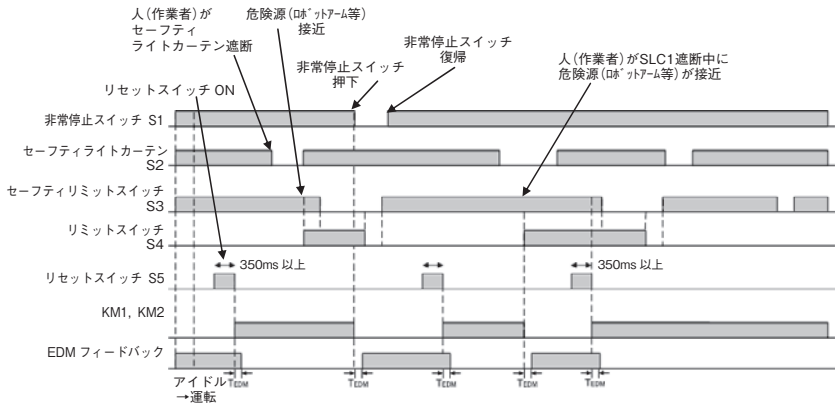 人（作業者）が
セーフティ
ライトカーテン遮断
危険源（ﾛﾎﾞｯﾄアーム等）
接近
非常停止スイッチ
押下
非常停止スイッチ
復帰
人（作業者）がSLC1遮断中に
危険源（ﾛﾎﾞｯﾄアーム等）が接近
リセットスイッチ ON
非常停止スイッチ S1
セーフティライトカーテン
S2
セーフティリミットスイッチ
S3
リミットスイッチ
S4
350ms 以上
350ms 以上
リセットスイッチ S5
KM1, KM2
EDM フィードバック
TEDM
TEDM
TEDM
TEDM
TEDM
アイドル
→運転